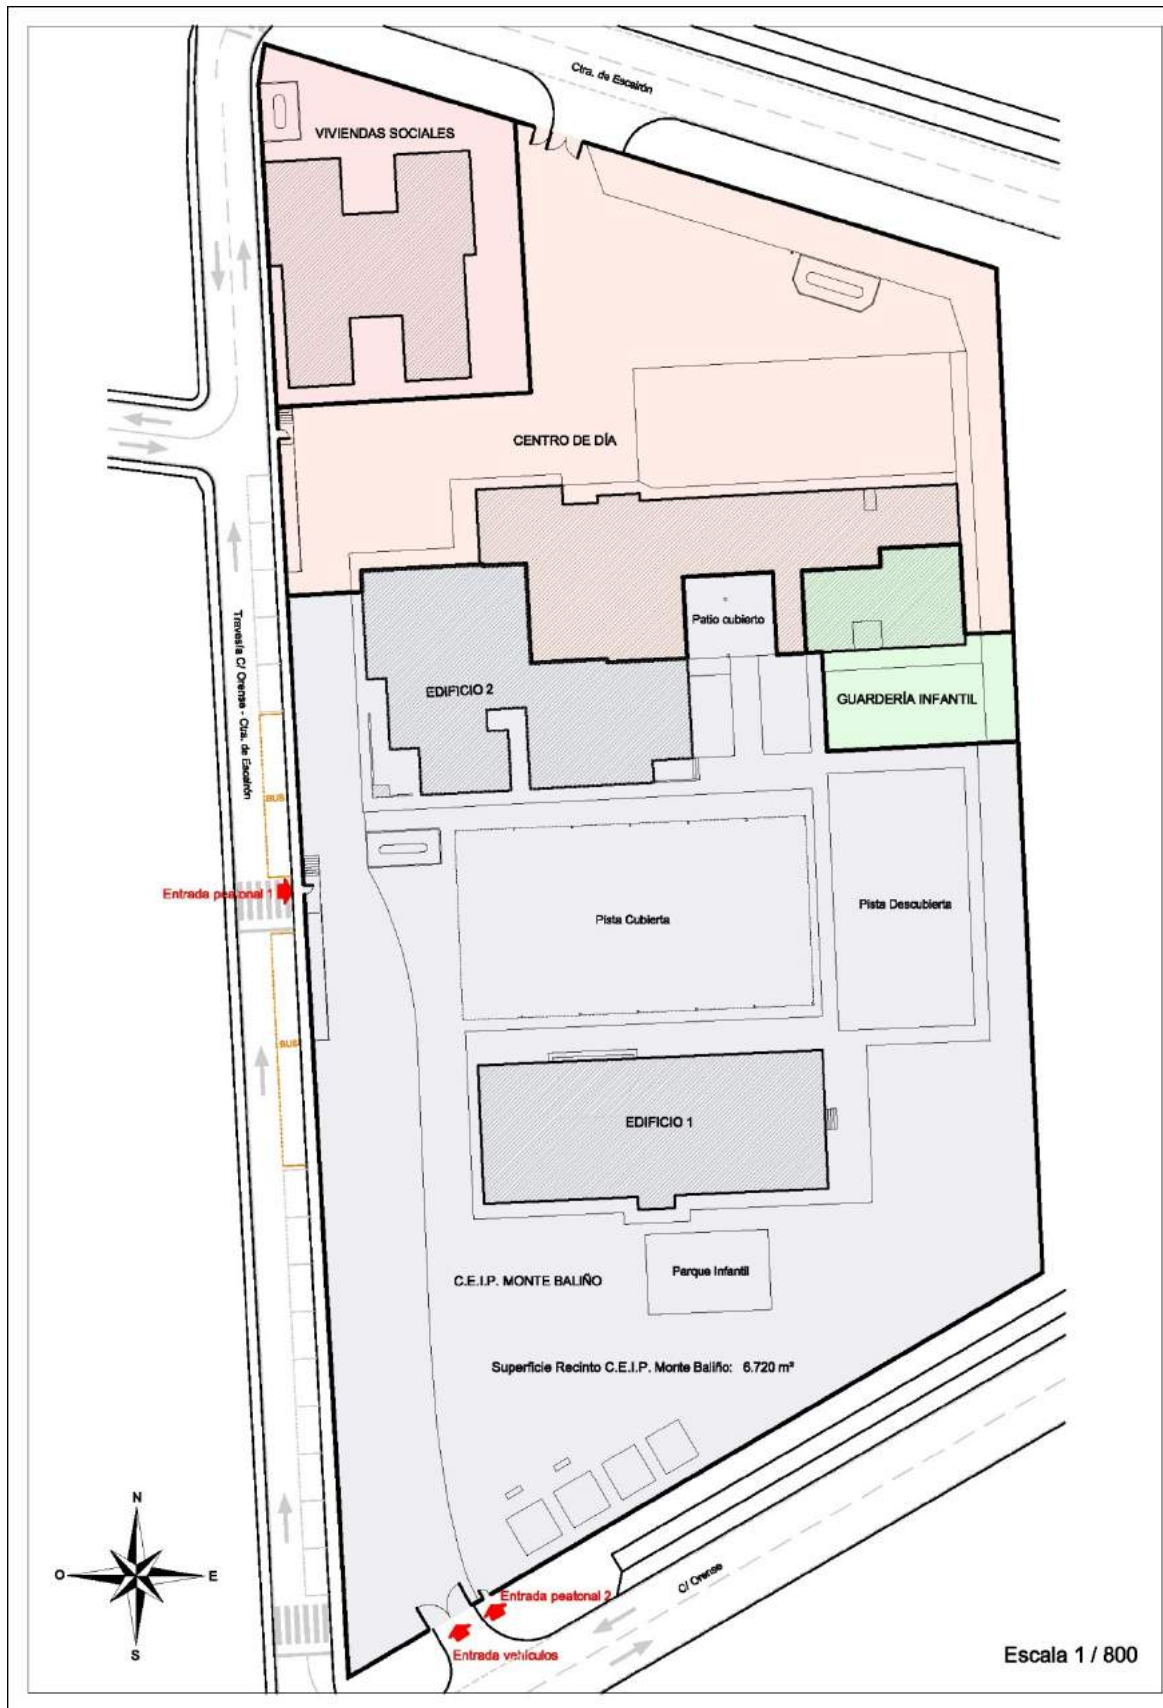 Ctra. de Escairón
VIVIENDAS SOCIALES
CENTRO DE DÍA
Patio cubierto
EDIFICIO 2
GUARDERÍA INFANTIL
Travesía C/ Orense - Ctra. de Escairón
BUS
Entrada peatonal 1
Pista Cubierta
Pista Descubierta
BUS
EDIFICIO 1
C.E.I.P. MONTE BALIÑO
Parque Infantil
Superficie Recinto C.E.I.P. Monte Baliño: 6.720 m²
N
O
E
S
C/ Orense
Entrada peatonal 2
Entrada vehículos
Escala 1 / 800